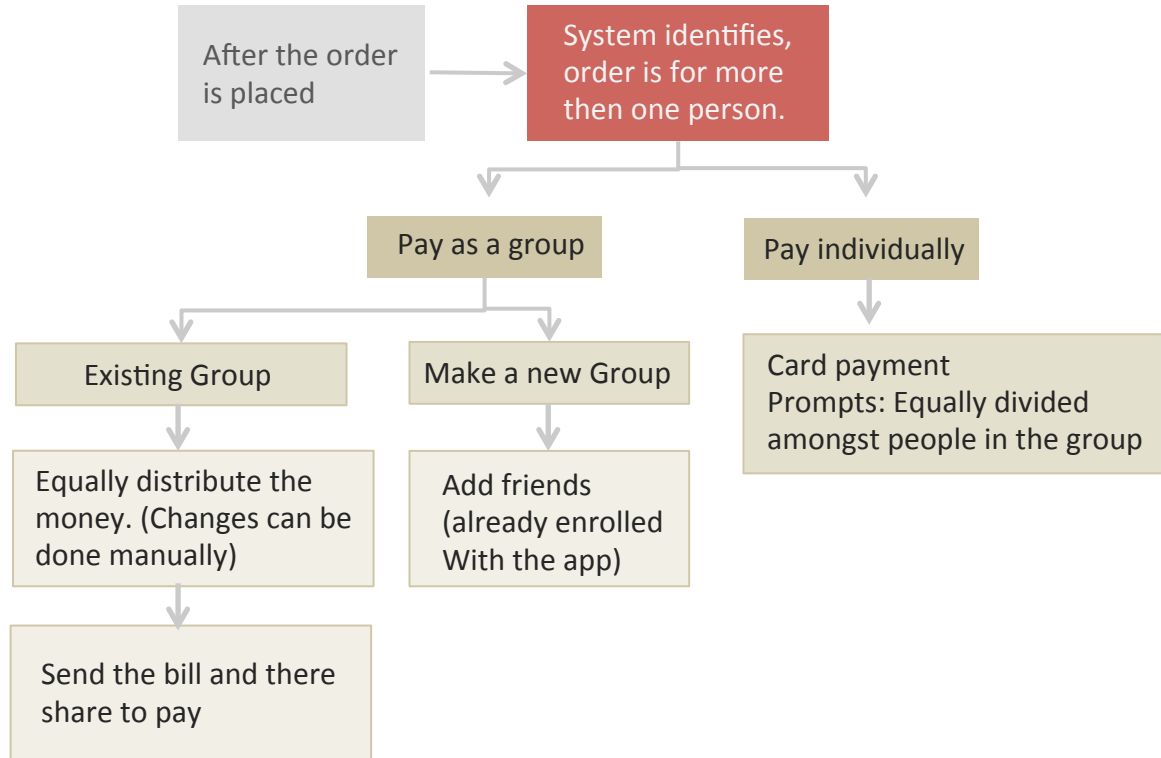 After the order
is placed
System identifies,
order is for more
then one person.
Pay as a group
Pay individually
Existing Group
Make a new Group
Card payment
Prompts: Equally divided
amongst people in the group
Equally distribute the
money. (Changes can be
done manually)
Add friends
(already enrolled
With the app)
Send the bill and there
share to pay